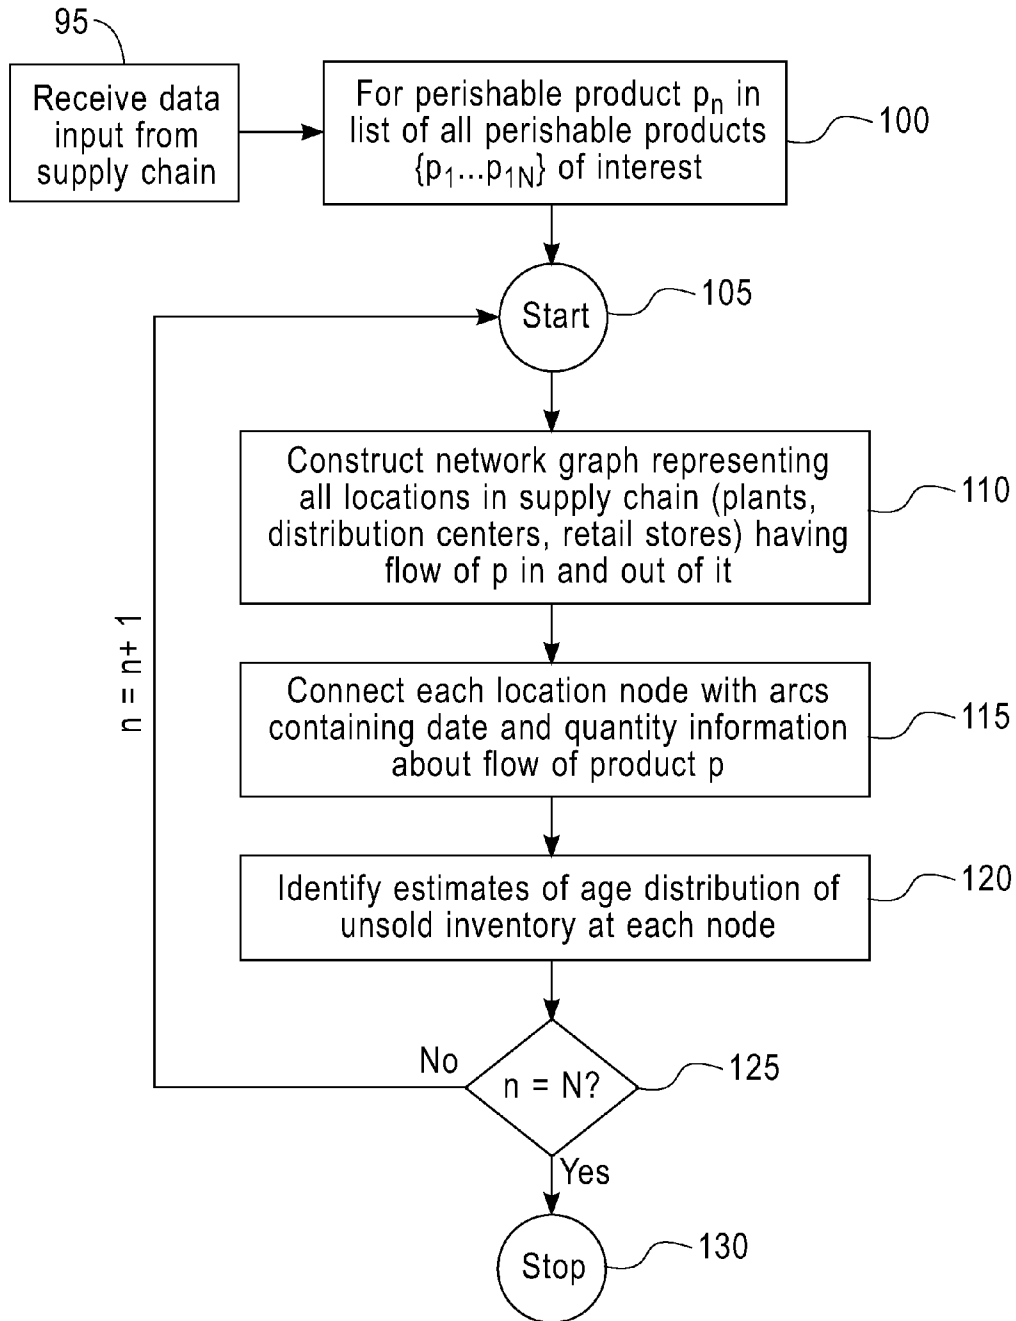 95
Receive data
input from
supply chain
For perishable product pₙ in
list of all perishable products
{p₁...p₁N} of interest
100
Start
105
Construct network graph representing
all locations in supply chain (plants,
distribution centers, retail stores) having
flow of p in and out of it
110
n = n+ 1
Connect each location node with arcs
containing date and quantity information
about flow of product p
115
Identify estimates of age distribution of
unsold inventory at each node
120
No
n = N?
125
Yes
Stop
130